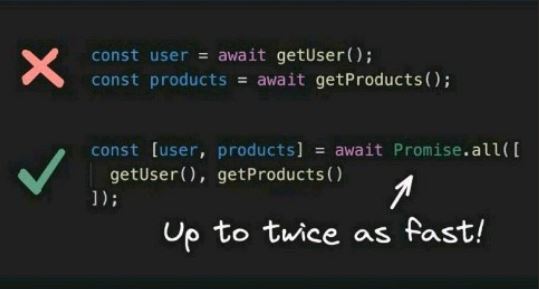 const user = await getUser();
const products = await getProducts();
const [user, products] = await Promise.all([
getUser(), getProducts()
]);
Up to twice as fast!